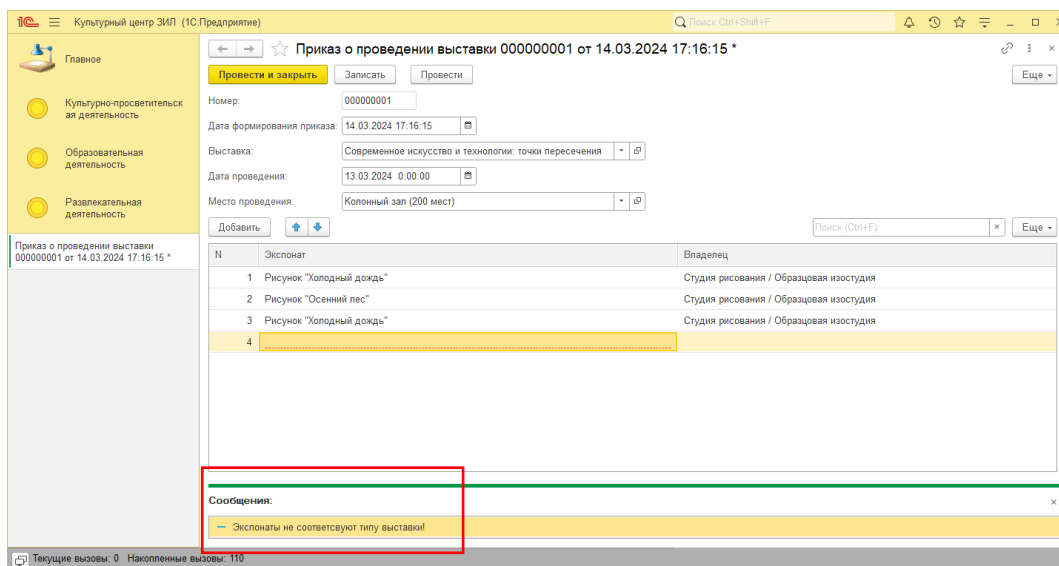 1С Культурный центр ЗИЛ (1С:Предприятие) Поиск Ctrl+Shift+F
Главное
Культурно-просветительск
ая деятельность
Образовательная
деятельность
Развлекательная
деятельность
Приказ о проведении выставки
000000001 от 14.03.2024 17:16:15 *
Приказ о проведении выставки 000000001 от 14.03.2024 17:16:15 *
Провести и закрыть Записать Провести Еще
Номер: 000000001
Дата формирования приказа: 14.03.2024 17:16:15
Выставка: Современное искусство и технологии: точки пересечения
Дата проведения: 13.03.2024 0:00:00
Место проведения: Колонный зал (200 мест)
Добавить Поиск (Ctrl+F) × Еще
N Экспонат Владелец
1 Рисунок "Холодный дождь" Студия рисования / Образцовая изостудия
2 Рисунок "Осенний лес" Студия рисования / Образцовая изостудия
3 Рисунок "Холодный дождь" Студия рисования / Образцовая изостудия
4
Сообщения:
– Экспонаты не соответсвуют типу выставки!
Текущие вызовы: 0 Накопленные вызовы: 110